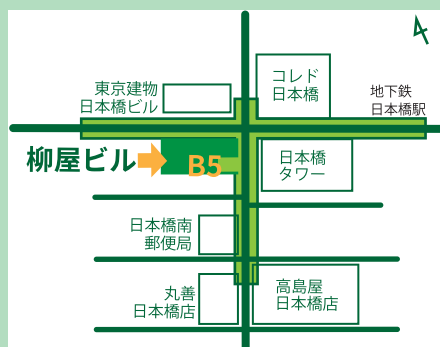 東京建物
日本橋ビル
コレド
日本橋
地下鉄
日本橋駅
柳屋ビル
B5
日本橋
タワー
日本橋南
郵便局
丸善
日本橋店
高島屋
日本橋店